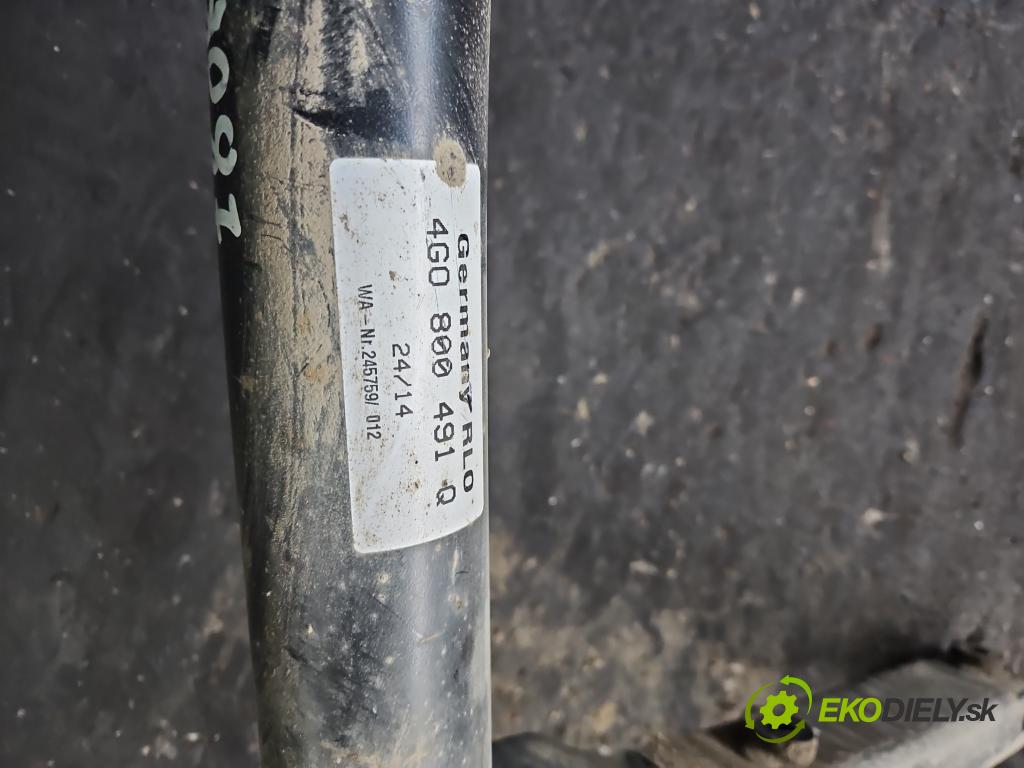 Germany RLO
4G0 800 491 Q
24/14
WA-Nr.245759/ 012
EKODIELY.sk